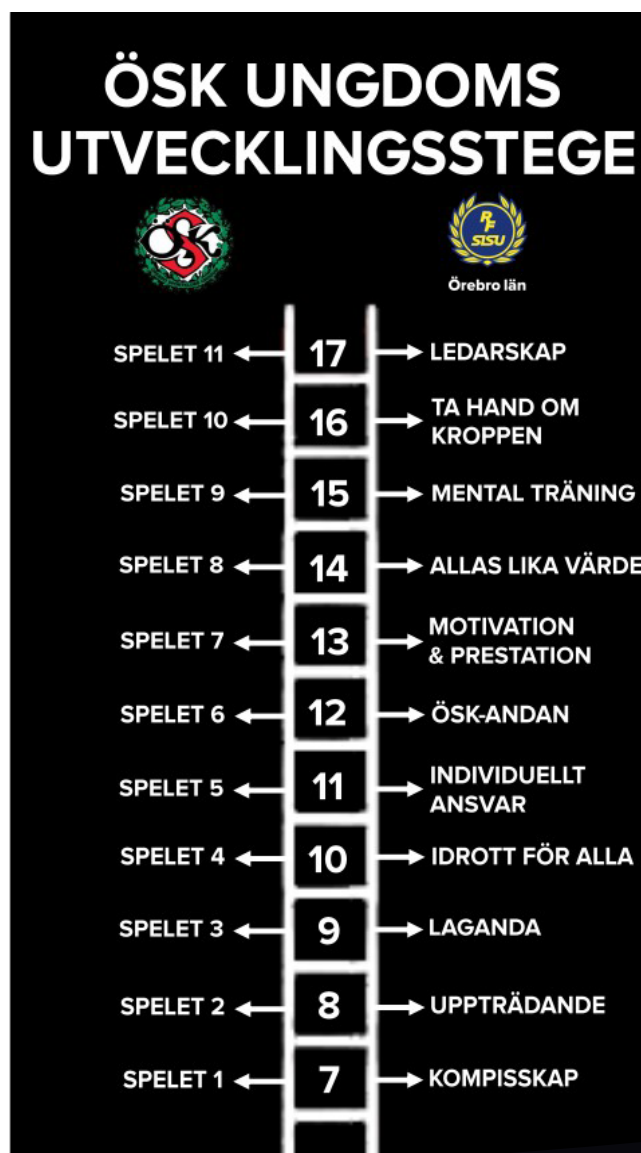 ÖSK UNGDOMS
UTVECKLINGSSTEGE
ÖSK
RF
SISU
Örebro län
SPELET 11 17 LEDARSKAP
SPELET 10 16 TA HAND OM
KROPPEN
SPELET 9 15 MENTAL TRÄNING
SPELET 8 14 ALLAS LIKA VÄRDE
SPELET 7 13 MOTIVATION
& PRESTATION
SPELET 6 12 ÖSK-ANDAN
SPELET 5 11 INDIVIDUELLT
ANSVAR
SPELET 4 10 IDROTT FÖR ALLA
SPELET 3 9 LAGANDA
SPELET 2 8 UPPTRÄDANDE
SPELET 1 7 KOMPISSKAP